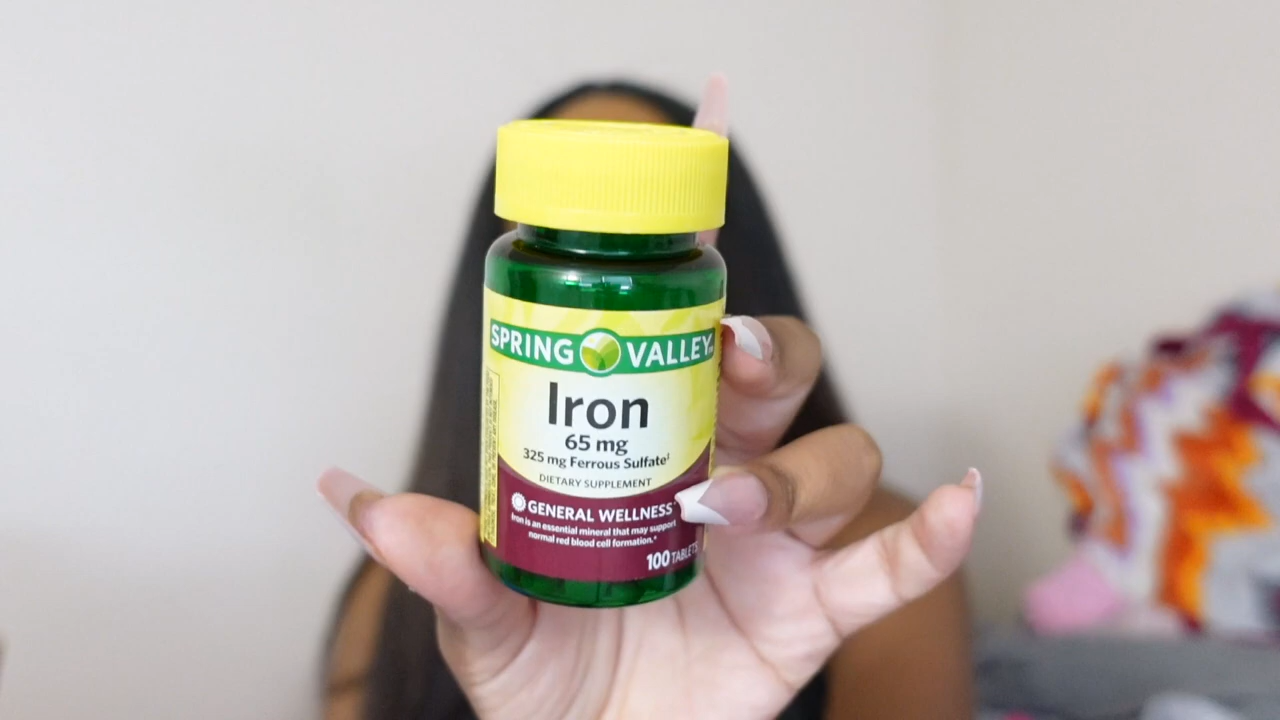 SPRING VALLEY
Iron
65 mg
325 mg Ferrous Sulfate‡
DIETARY SUPPLEMENT
GENERAL WELLNESS*
Iron is an essential mineral that may support
normal red blood cell formation.*
100 TABLETS